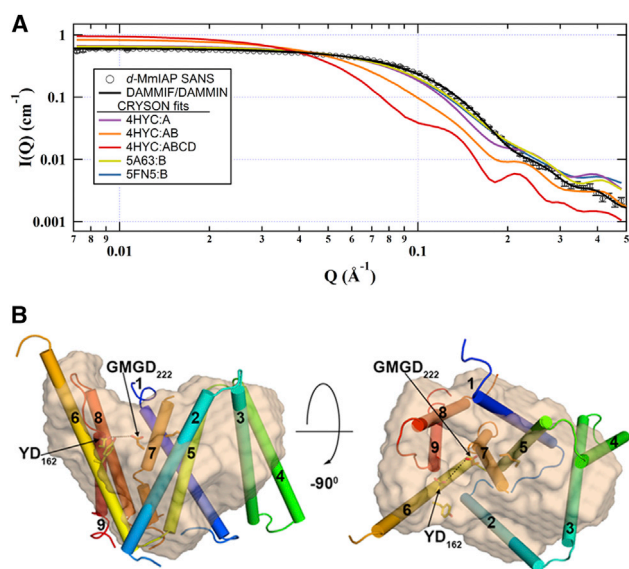 A
I(Q) (cm⁻¹)
1
0.1
0.01
0.001
d-MmIAP SANS
DAMMIF/DAMMIN
CRYSON fits
4HYC:A
4HYC:AB
4HYC:ABCD
5A63:B
5FN5:B
7 8 9 0.01 2 3 4 5 6 7 8 9 0.1 2 3 4 5
Q (Å⁻¹)
B
GMGD₂₂₂
1
6 8 2 3
YD₁₆₂
7 5
4
9
-90⁰
GMGD₂₂₂
1
8
5
4
9
7
6
2
3
YD₁₆₂